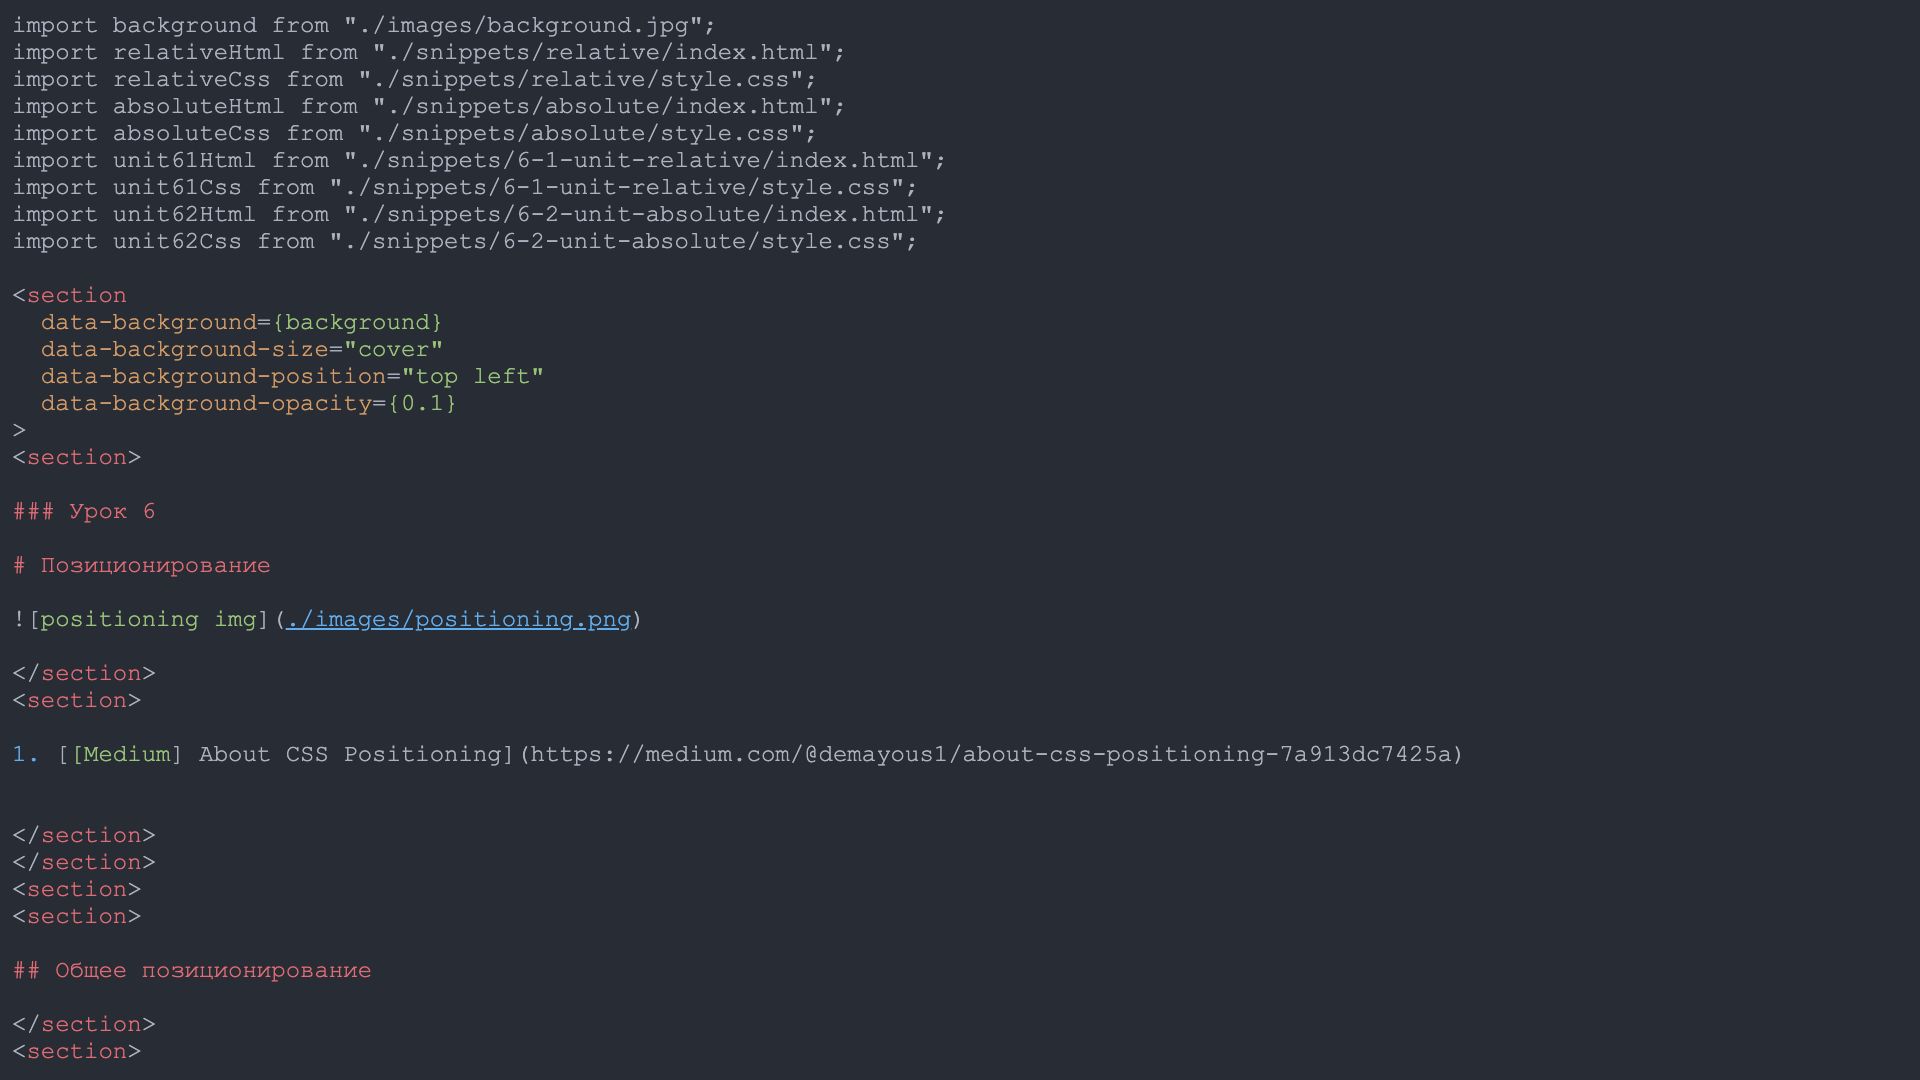 import background from "./images/background.jpg";
import relativeHtml from "./snippets/relative/index.html";
import relativeCss from "./snippets/relative/style.css";
import absoluteHtml from "./snippets/absolute/index.html";
import absoluteCss from "./snippets/absolute/style.css";
import unit61Html from "./snippets/6-1-unit-relative/index.html";
import unit61Css from "./snippets/6-1-unit-relative/style.css";
import unit62Html from "./snippets/6-2-unit-absolute/index.html";
import unit62Css from "./snippets/6-2-unit-absolute/style.css";

<section
  data-background={background}
  data-background-size="cover"
  data-background-position="top left"
  data-background-opacity={0.1}
>
<section>

### Урок 6

# Позиционирование

![positioning img](./images/positioning.png)

</section>
<section>

1. [[Medium] About CSS Positioning](https://medium.com/@demayous1/about-css-positioning-7a913dc7425a)


</section>
</section>
<section>
<section>

## Общее позиционирование

</section>
<section>